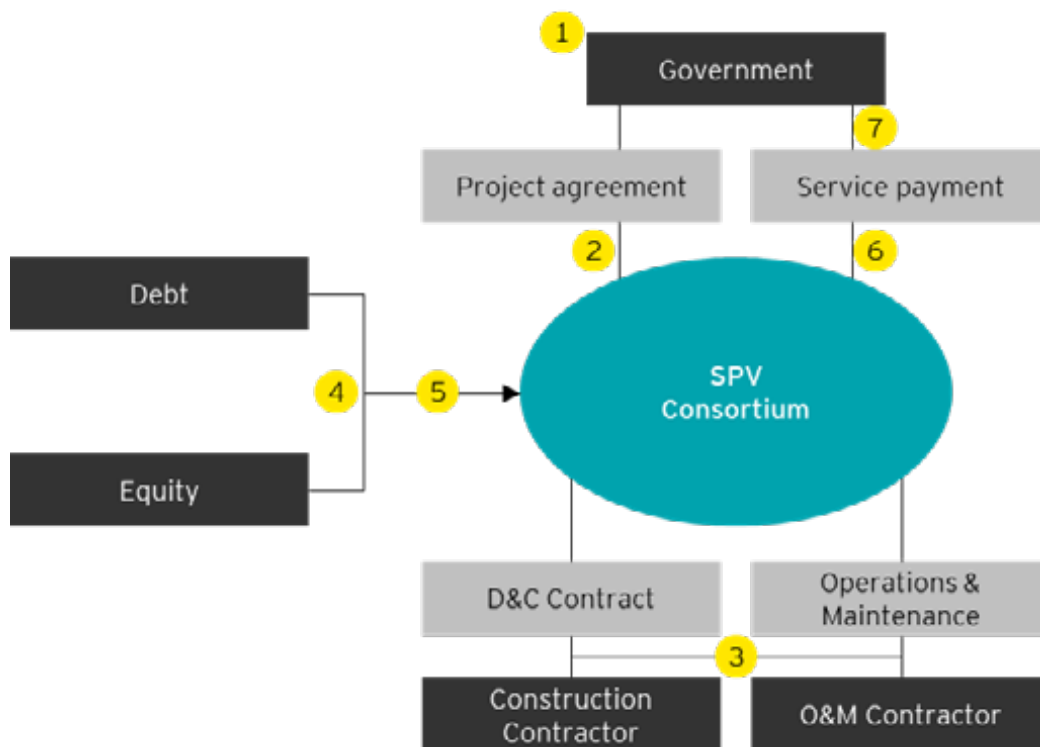 1
Government
7
Project agreement
Service payment
2
6
Debt
4
5
SPV
Consortium
Equity
D&C Contract
Operations &
Maintenance
3
Construction
Contractor
O&M Contractor